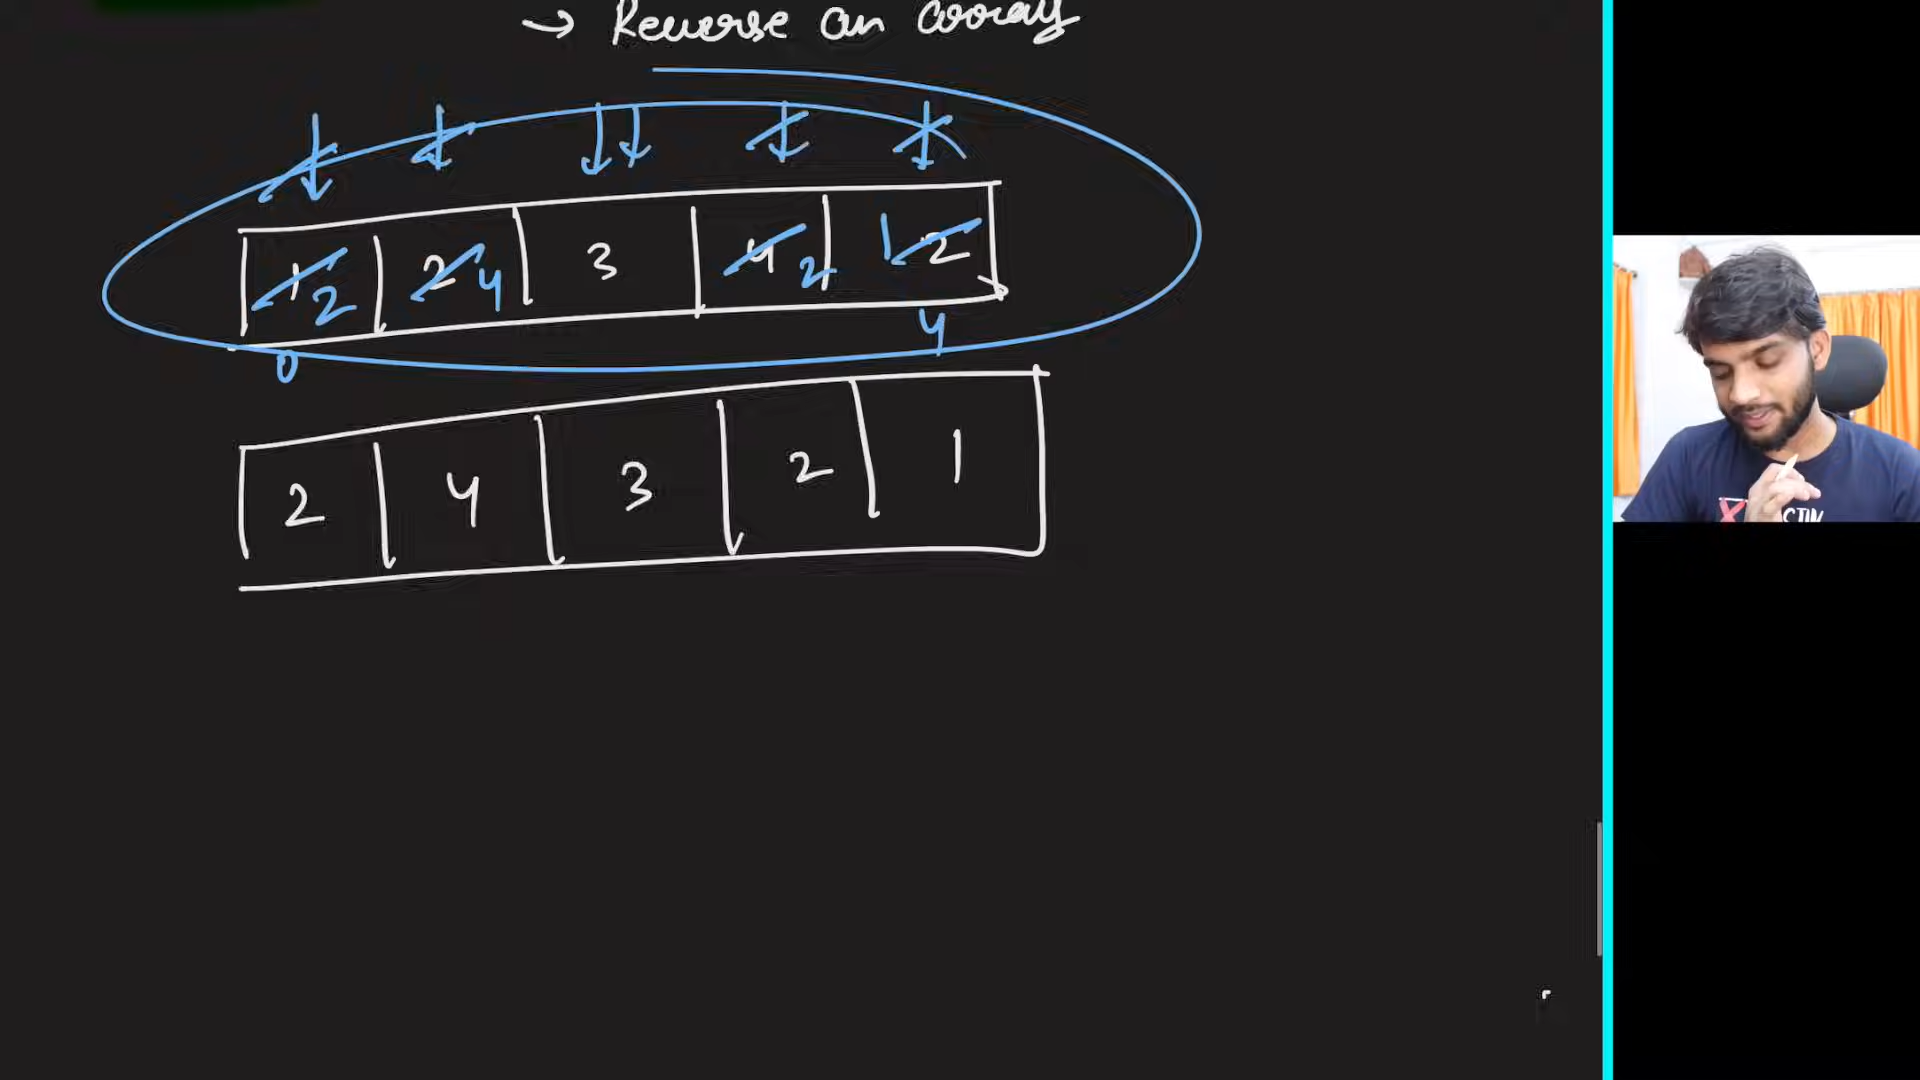 → Reverse an array
1 2 2 4 3 4 2 1 2
0 4
2 4 3 2 1